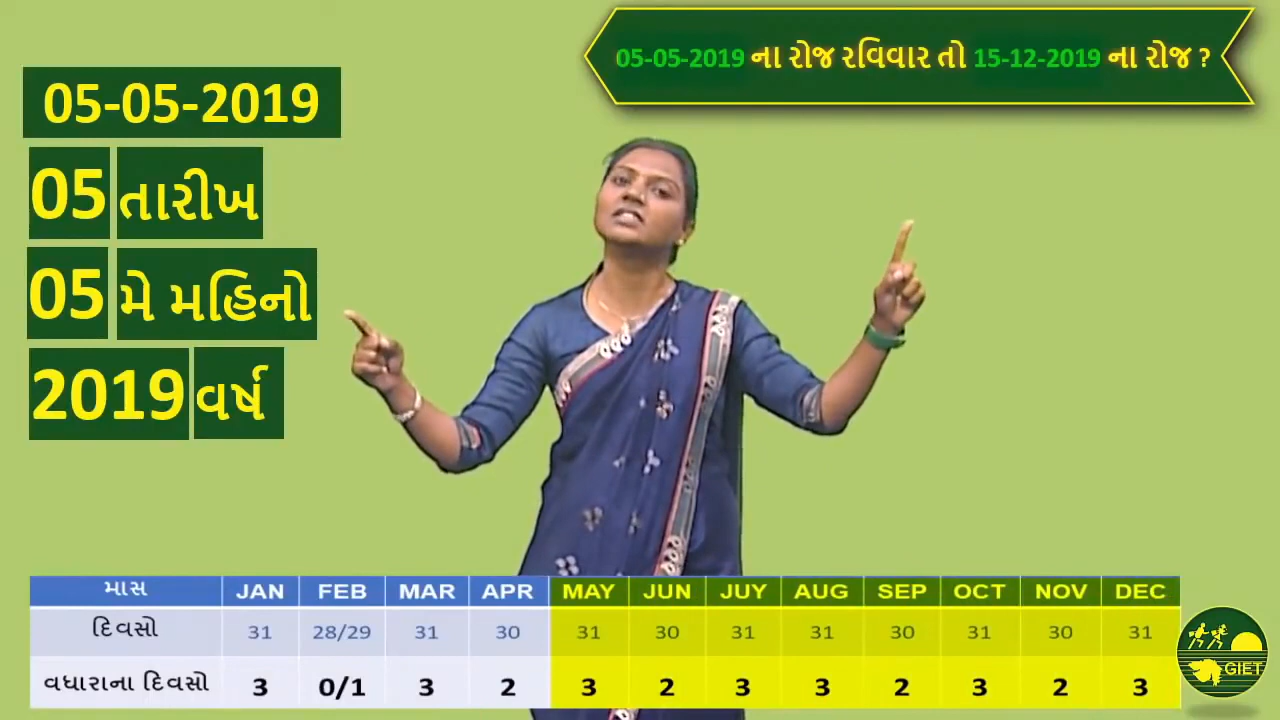 05-05-2019 ના રોજ રવિવાર તો 15-12-2019 ના રોજ ?
05-05-2019
05 તારીખ
05 મે મહિનો
2019 વર્ષ
માસ JAN FEB MAR APR MAY JUN JUY AUG SEP OCT NOV DEC
દિવસો 31 28/29 31 30 31 30 31 31 30 31 30 31
વધારાના દિવસો 3 0/1 3 2 3 2 3 3 2 3 2 3
GIET